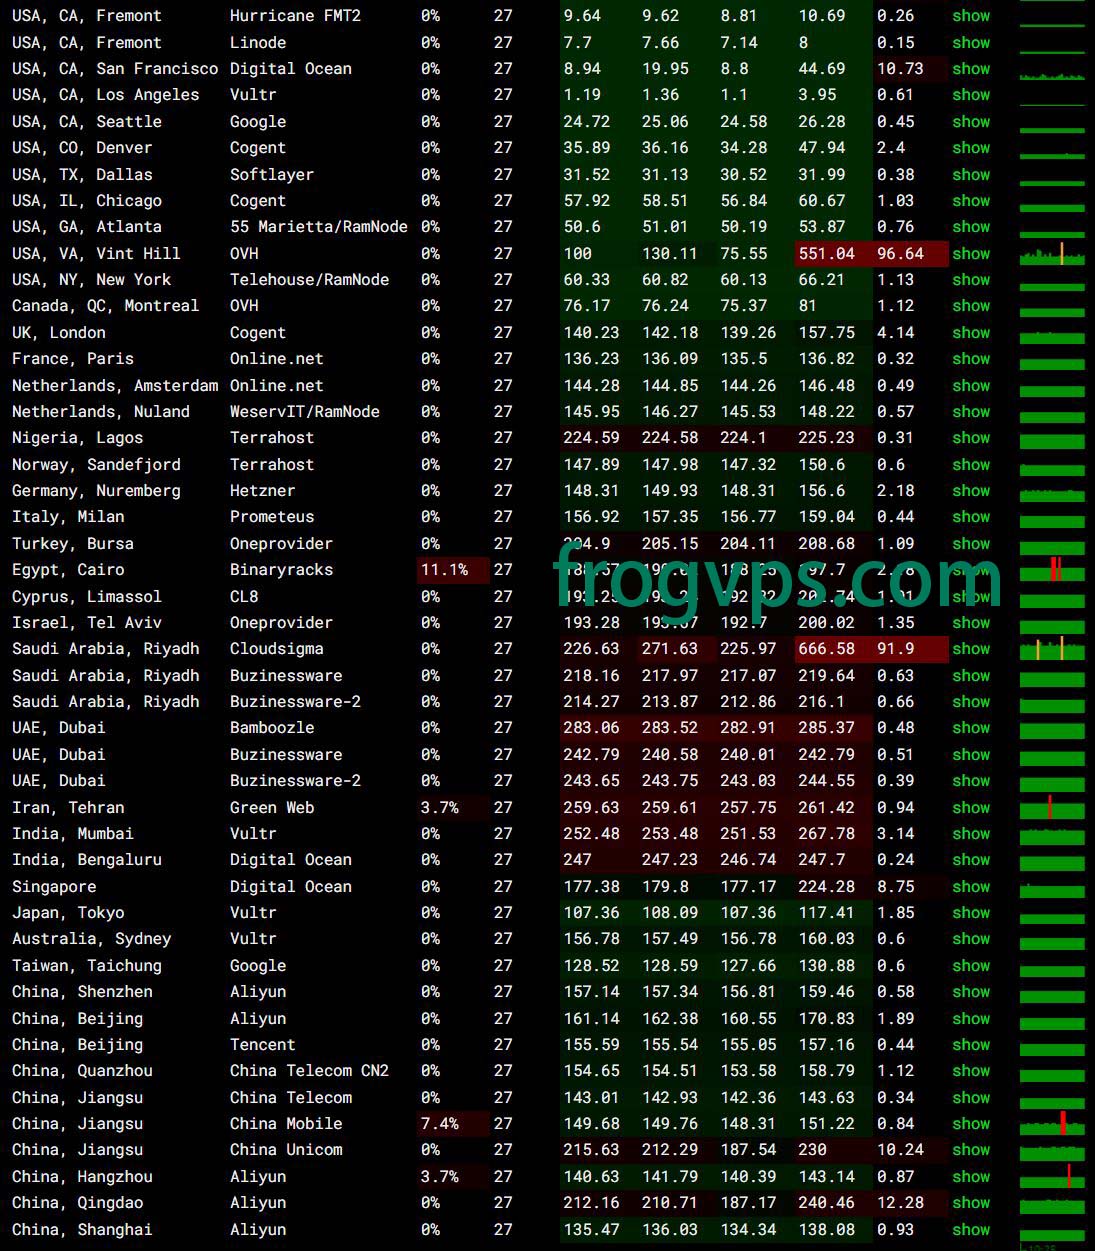 USA, CA, Fremont Hurricane FMT2 0% 27 9.64 9.62 8.81 10.69 0.26 show
USA, CA, Fremont Linode 0% 27 7.7 7.66 7.14 8 0.15 show
USA, CA, San Francisco Digital Ocean 0% 27 8.94 19.95 8.8 44.69 10.73 show
USA, CA, Los Angeles Vultr 0% 27 1.19 1.36 1.1 3.95 0.61 show
USA, CA, Seattle Google 0% 27 24.72 25.06 24.58 26.28 0.45 show
USA, CO, Denver Cogent 0% 27 35.89 36.16 34.28 47.94 2.4 show
USA, TX, Dallas Softlayer 0% 27 31.52 31.13 30.52 31.99 0.38 show
USA, IL, Chicago Cogent 0% 27 57.92 58.51 56.84 60.67 1.03 show
USA, GA, Atlanta 55 Marietta/RamNode 0% 27 50.6 51.01 50.19 53.87 0.76 show
USA, VA, Vint Hill OVH 0% 27 100 130.11 75.55 551.04 96.64 show
USA, NY, New York Telehouse/RamNode 0% 27 60.33 60.82 60.13 66.21 1.13 show
Canada, QC, Montreal OVH 0% 27 76.17 76.24 75.37 81 1.12 show
UK, London Cogent 0% 27 140.23 142.18 139.26 157.75 4.14 show
France, Paris Online.net 0% 27 136.23 136.09 135.5 136.82 0.32 show
Netherlands, Amsterdam Online.net 0% 27 144.28 144.85 144.26 146.48 0.49 show
Netherlands, Nuland WeservIT/RamNode 0% 27 145.95 146.27 145.53 148.22 0.57 show
Nigeria, Lagos Terrahost 0% 27 224.59 224.58 224.1 225.23 0.31 show
Norway, Sandefjord Terrahost 0% 27 147.89 147.98 147.32 150.6 0.6 show
Germany, Nuremberg Hetzner 0% 27 148.31 149.93 148.31 156.6 2.18 show
Italy, Milan Prometeus 0% 27 156.92 157.35 156.77 159.04 0.44 show
Turkey, Bursa Oneprovider 0% 27 204.9 205.15 204.11 208.68 1.09 show
Egypt, Cairo Binaryracks 11.1% 27 show
frogvps.com
Cyprus, Limassol CL8 0% 27 show
Israel, Tel Aviv Oneprovider 0% 27 193.28 192.7 200.02 1.35 show
Saudi Arabia, Riyadh Cloudsigma 0% 27 226.63 271.63 225.97 666.58 91.9 show
Saudi Arabia, Riyadh Buzinessware 0% 27 218.16 217.97 217.07 219.64 0.63 show
Saudi Arabia, Riyadh Buzinessware-2 0% 27 214.27 213.87 212.86 216.1 0.66 show
UAE, Dubai Bamboozle 0% 27 283.06 283.52 282.91 285.37 0.48 show
UAE, Dubai Buzinessware 0% 27 242.79 240.58 240.01 242.79 0.51 show
UAE, Dubai Buzinessware-2 0% 27 243.65 243.75 243.03 244.55 0.39 show
Iran, Tehran Green Web 3.7% 27 259.63 259.61 257.75 261.42 0.94 show
India, Mumbai Vultr 0% 27 252.48 253.48 251.53 267.78 3.14 show
India, Bengaluru Digital Ocean 0% 27 247 247.23 246.74 247.7 0.24 show
Singapore Digital Ocean 0% 27 177.38 179.8 177.17 224.28 8.75 show
Japan, Tokyo Vultr 0% 27 107.36 108.09 107.36 117.41 1.85 show
Australia, Sydney Vultr 0% 27 156.78 157.49 156.78 160.03 0.6 show
Taiwan, Taichung Google 0% 27 128.52 128.59 127.66 130.88 0.6 show
China, Shenzhen Aliyun 0% 27 157.14 157.34 156.81 159.46 0.58 show
China, Beijing Aliyun 0% 27 161.14 162.38 160.55 170.83 1.89 show
China, Beijing Tencent 0% 27 155.59 154.54 155.05 157.16 0.44 show
China, Quanzhou China Telecom CN2 0% 27 154.65 154.51 153.58 158.79 1.12 show
China, Jiangsu China Telecom 0% 27 143.01 142.93 142.36 143.63 0.34 show
China, Jiangsu China Mobile 7.4% 27 149.68 149.76 148.31 151.22 0.84 show
China, Jiangsu China Unicom 0% 27 215.63 212.29 187.54 230 10.24 show
China, Hangzhou Aliyun 3.7% 27 140.63 141.79 140.39 143.14 0.87 show
China, Qingdao Aliyun 0% 27 212.16 210.71 187.17 240.46 12.28 show
China, Shanghai Aliyun 0% 27 135.47 136.03 134.34 138.08 0.93 show